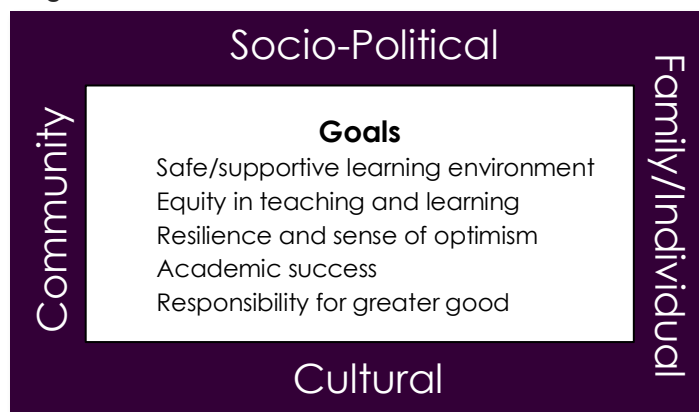 Socio-Political
Community
Goals
Safe/supportive learning environment
Equity in teaching and learning
Resilience and sense of optimism
Academic success
Responsibility for greater good
Family/Individual
Cultural